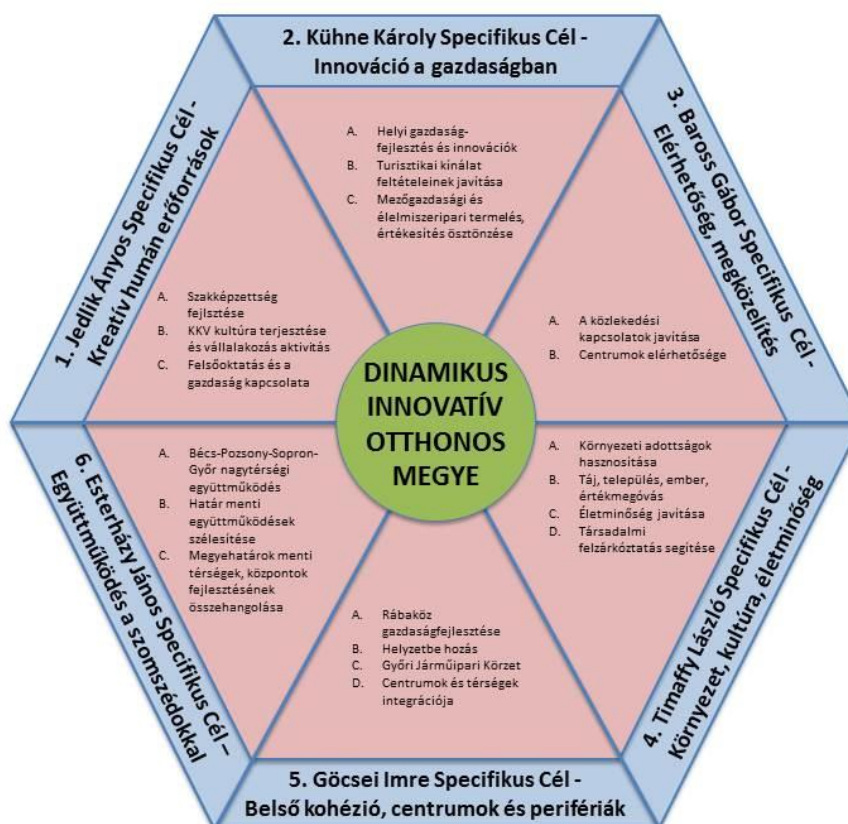 2. Kühne Károly Specifikus Cél -
Innováció a gazdaságban
3. Baross Gábor Specifikus Cél -
Elérhetőség, megközelítés
1. Jedlik Ányos Specifikus Cél -
Kreatív humán erőforrások
A. Helyi gazdaság-
fejlesztés és innovációk
B. Turisztikai kínálat
feltételeinek javítása
C. Mezőgazdasági és
élelmiszeripari termelés,
értékesítés ösztönzése
A. Szakképzettség
fejlsztése
B. KKV kultúra terjesztése
és vállalakozás aktivitás
C. Felsőoktatás és a
gazdaság kapcsolata
A. A közlekedési
kapcsolatok javítása
B. Centrumok elérhetősége
DINAMIKUS
INNOVATÍV
OTTHONOS
MEGYE
A. Bécs-Pozsony-Sopron-
Győr nagytérségi
együttműködés
B. Határ menti
együttműködések
szélesítése
C. Megyehatárok menti
térségek, központok
fejlesztésének
összehangolása
A. Környezeti adottságok
hasznosítása
B. Táj, település, ember,
értékmegóvás
C. Életminőség javítása
D. Társadalmi
felzárkóztatás segítése
A. Rábaköz
gazdaságfejlesztése
B. Helyzetbe hozás
C. Győri Járműipari Körzet
D. Centrumok és térségek
integrációja
6. Esterházy János Specifikus Cél –
Együttműködés a szomszédokkal
4. Timaffy László Specifikus Cél -
Környezet, kultúra, életminőség
5. Göcsei Imre Specifikus Cél -
Belső kohézió, centrumok és perifériák